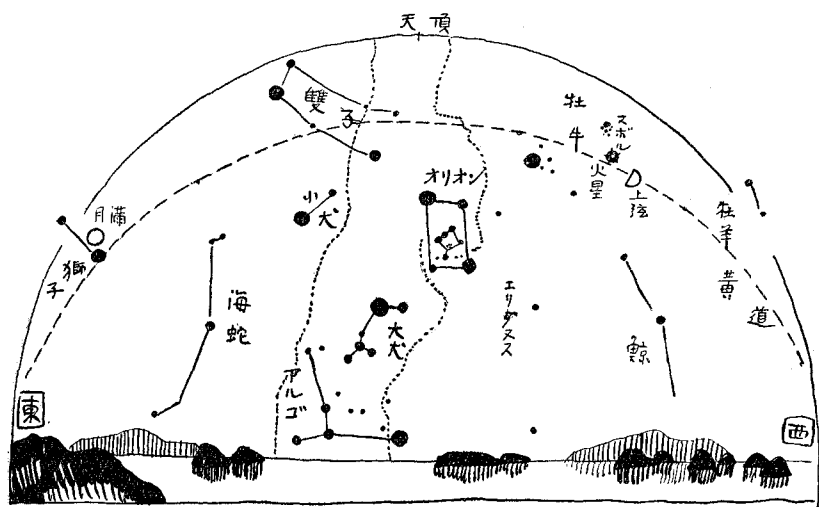 天頂
雙子
牡牛
スボル
火星
上弦
オリオン
小犬
満月
獅子
牡羊
黄道
海蛇
大犬
エリダヌス
鯨
アルゴ
東
西